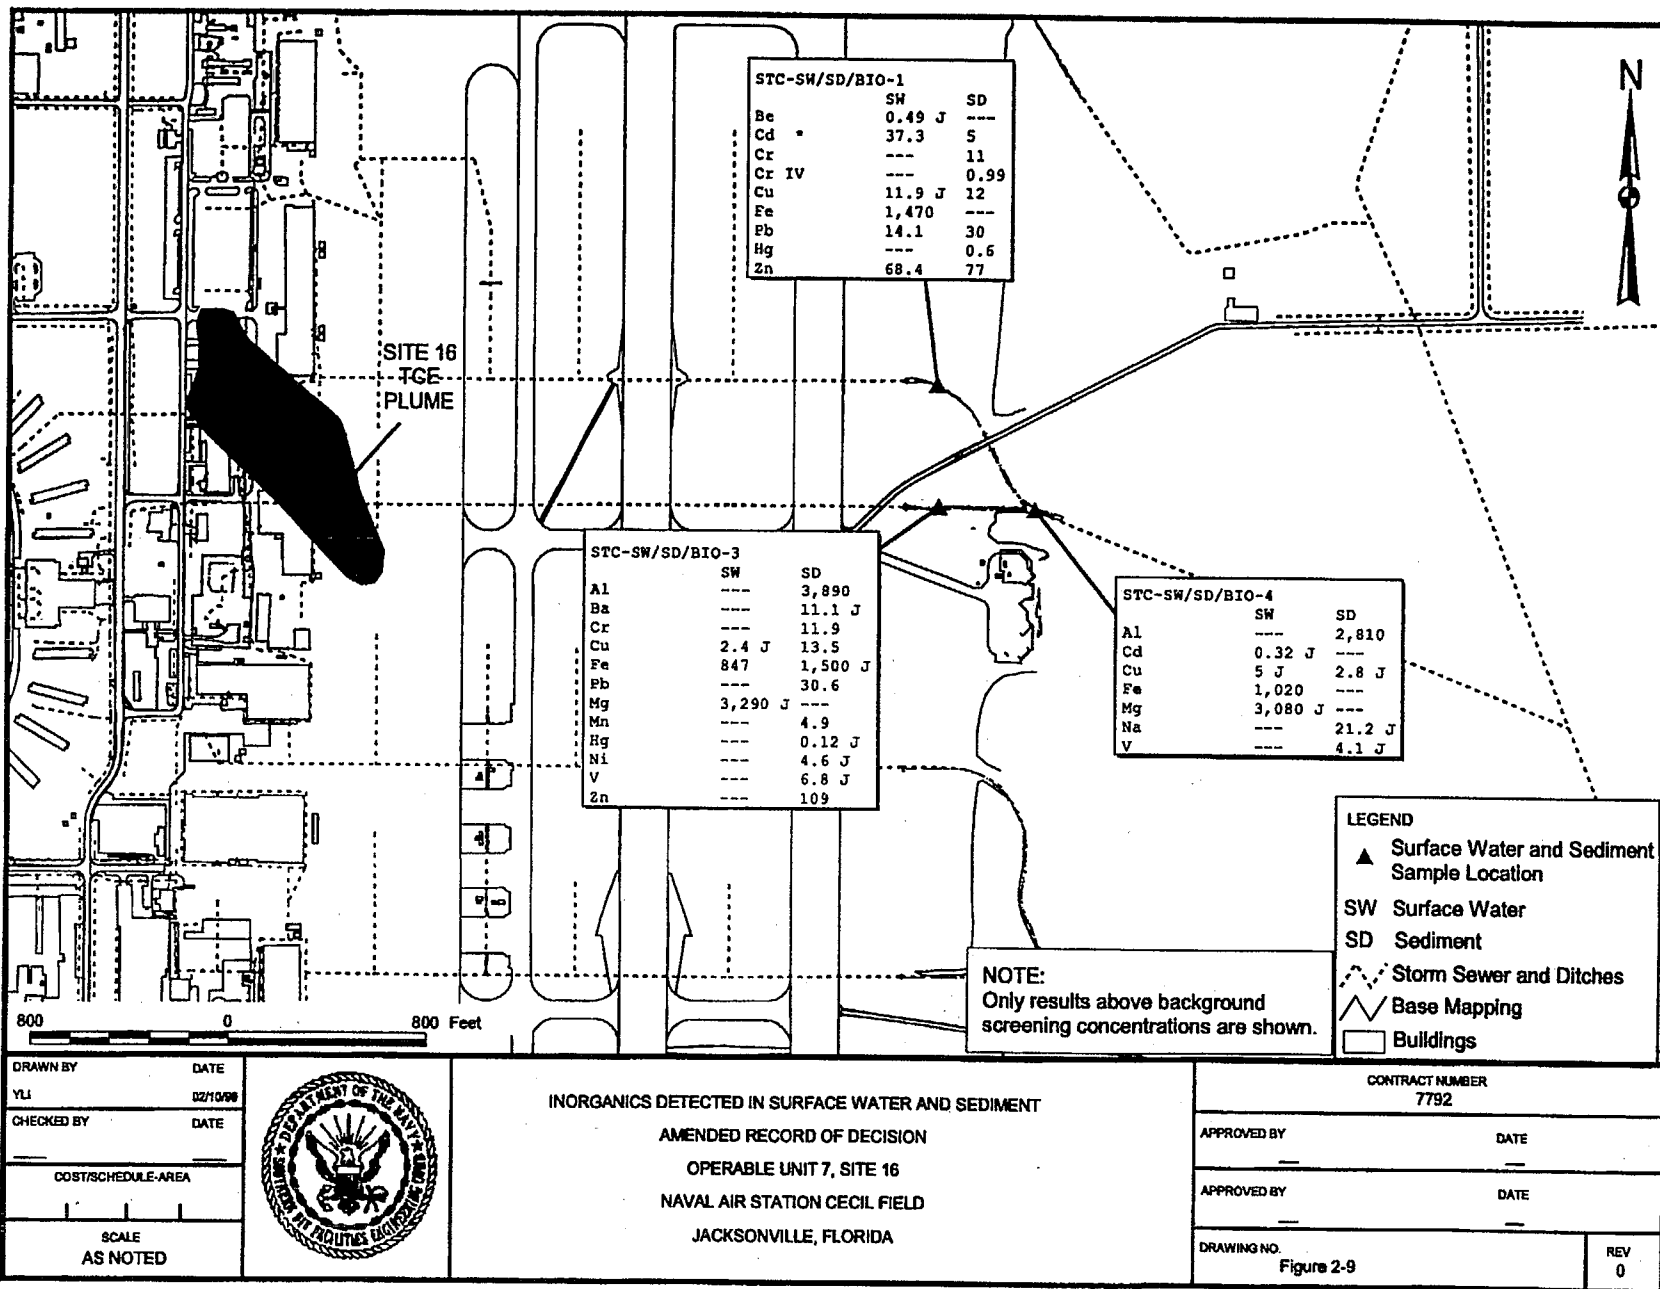 STC-SW/SD/BIO-1
SW SD
Be 0.49 J ---
Cd * 37.3 5
Cr --- 11
Cr IV --- 0.99
Cu 11.9 J 12
Fe 1,470 ---
Pb 14.1 30
Hg --- 0.6
Zn 68.4 77
N
SITE 16
TCE
PLUME
STC-SW/SD/BIO-3
SW SD
Al --- 3,890
Ba --- 11.1 J
Cr --- 11.9
Cu 2.4 J 13.5
Fe 847 1,500 J
Pb --- 30.6
Mg 3,290 J ---
Mn --- 4.9
Hg --- 0.12 J
Ni --- 4.6 J
V --- 6.8 J
Zn --- 109
STC-SW/SD/BIO-4
SW SD
Al --- 2,810
Cd 0.32 J ---
Cu 5 J 2.8 J
Fe 1,020 ---
Mg 3,080 J ---
Na --- 21.2 J
V --- 4.1 J
LEGEND
Surface Water and Sediment
Sample Location
SW Surface Water
SD Sediment
Storm Sewer and Ditches
Base Mapping
Buildings
NOTE:
Only results above background
screening concentrations are shown.
800 0 800 Feet
DRAWN BY DATE
YLI 02/10/98
CHECKED BY DATE
COST/SCHEDULE-AREA
SCALE
AS NOTED
DEPARTMENT OF THE NAVY
SOUTHERN DIV FACILITIES ENGINEERING
INORGANICS DETECTED IN SURFACE WATER AND SEDIMENT
AMENDED RECORD OF DECISION
OPERABLE UNIT 7, SITE 16
NAVAL AIR STATION CECIL FIELD
JACKSONVILLE, FLORIDA
CONTRACT NUMBER
7792
APPROVED BY DATE
APPROVED BY DATE
DRAWING NO.
Figure 2-9
REV
0